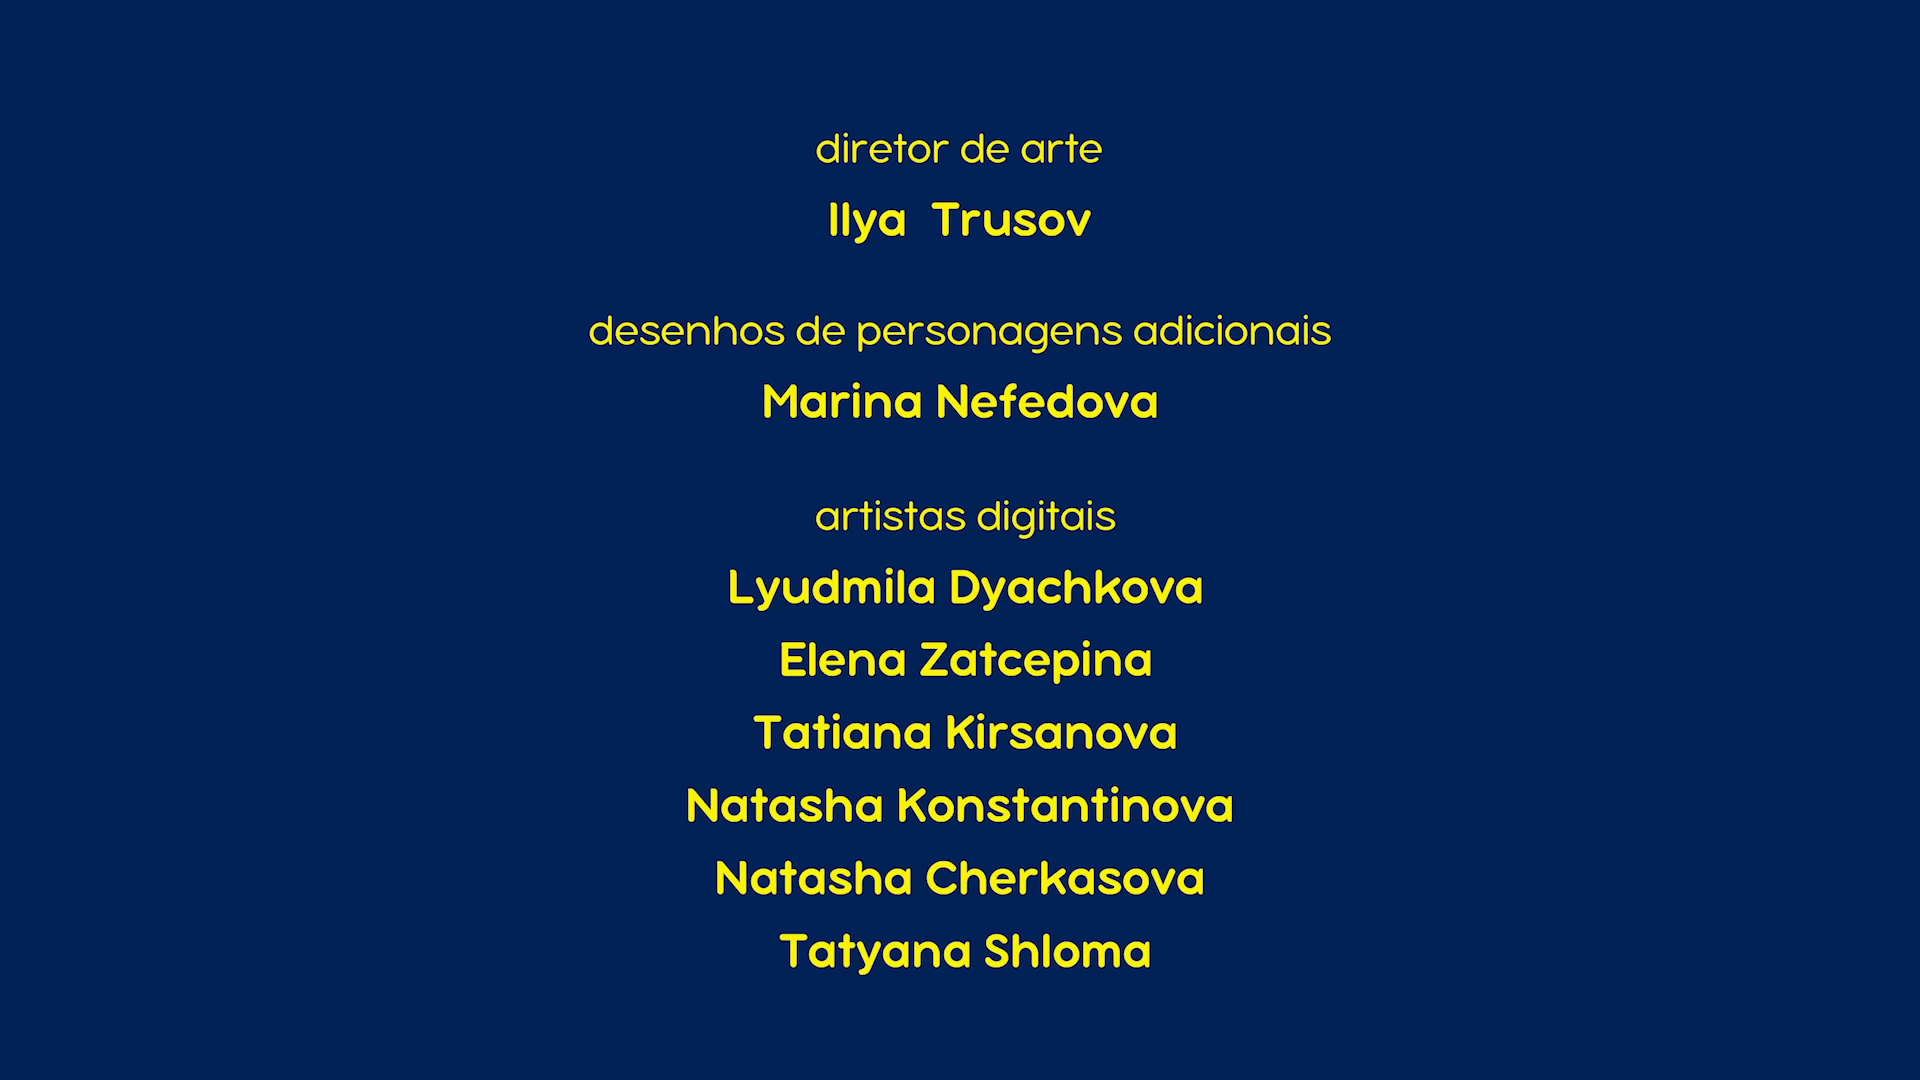 diretor de arte
Ilya Trusov
desenhos de personagens adicionais
Marina Nefedova
artistas digitais
Lyudmila Dyachkova
Elena Zatcepina
Tatiana Kirsanova
Natasha Konstantinova
Natasha Cherkasova
Tatyana Shloma